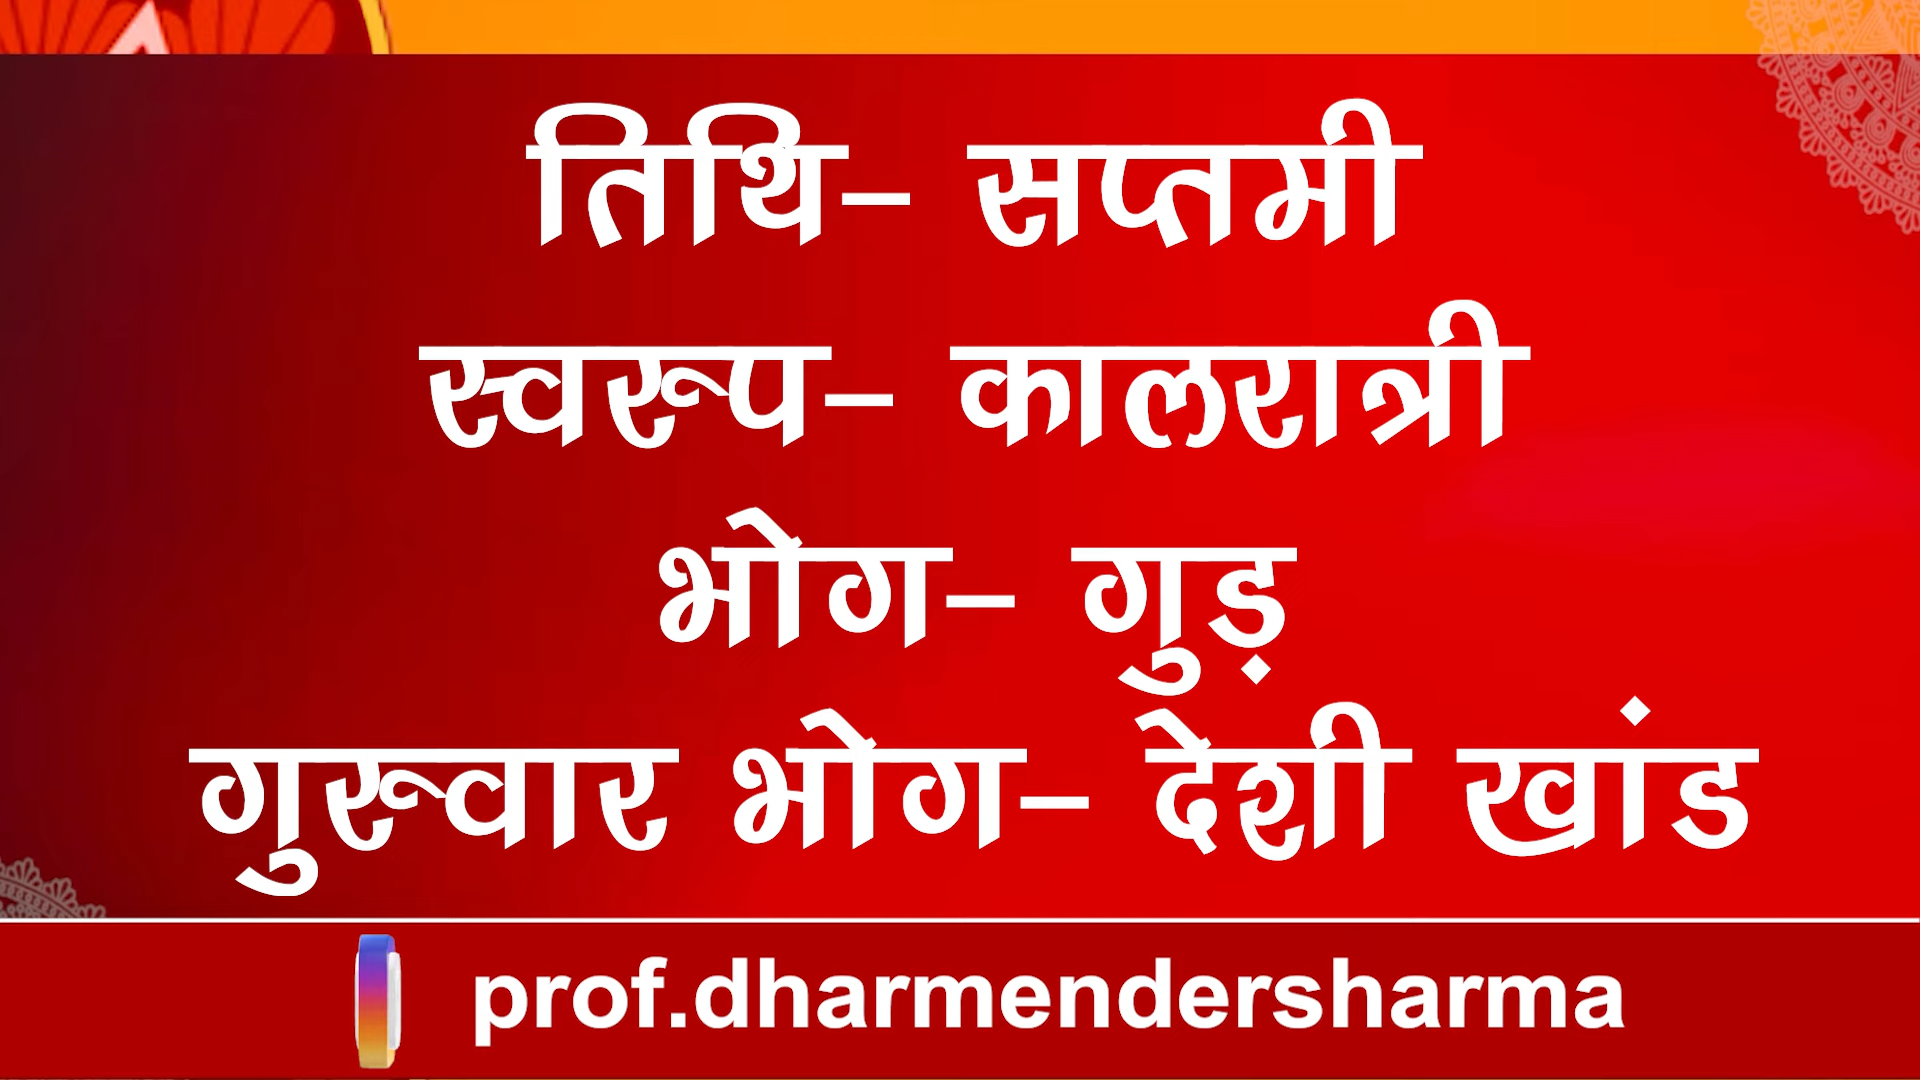 तिथि- सप्तमी
स्वरूप- कालरात्री
भोग- गुड़
गुरूवार भोग- देशी खांड
prof.dharmendersharma